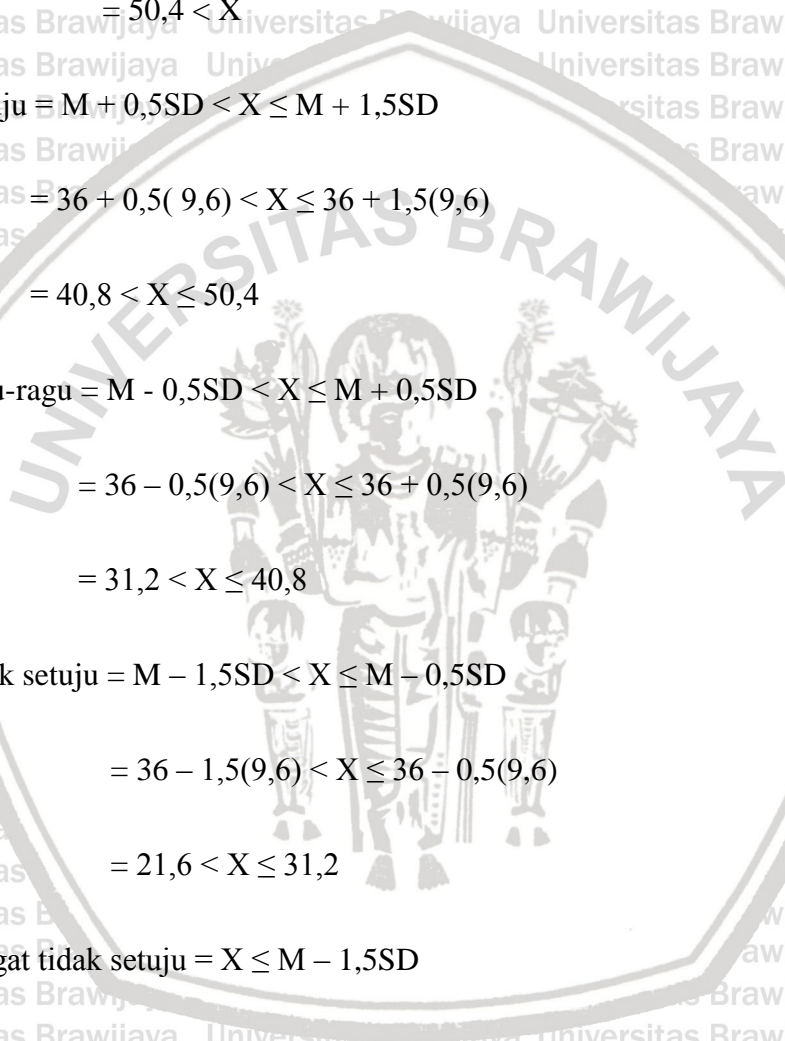 = 50,4 < X
ju = M + 0,5SD < X ≤ M + 1,5SD
= 36 + 0,5( 9,6) < X ≤ 36 + 1,5(9,6)
= 40,8 < X ≤ 50,4
u-ragu = M - 0,5SD < X ≤ M + 0,5SD
= 36 – 0,5(9,6) < X ≤ 36 + 0,5(9,6)
= 31,2 < X ≤ 40,8
k setuju = M – 1,5SD < X ≤ M – 0,5SD
= 36 – 1,5(9,6) < X ≤ 36 – 0,5(9,6)
= 21,6 < X ≤ 31,2
gat tidak setuju = X ≤ M – 1,5SD
UNIVERSITAS BRAWIJAYA